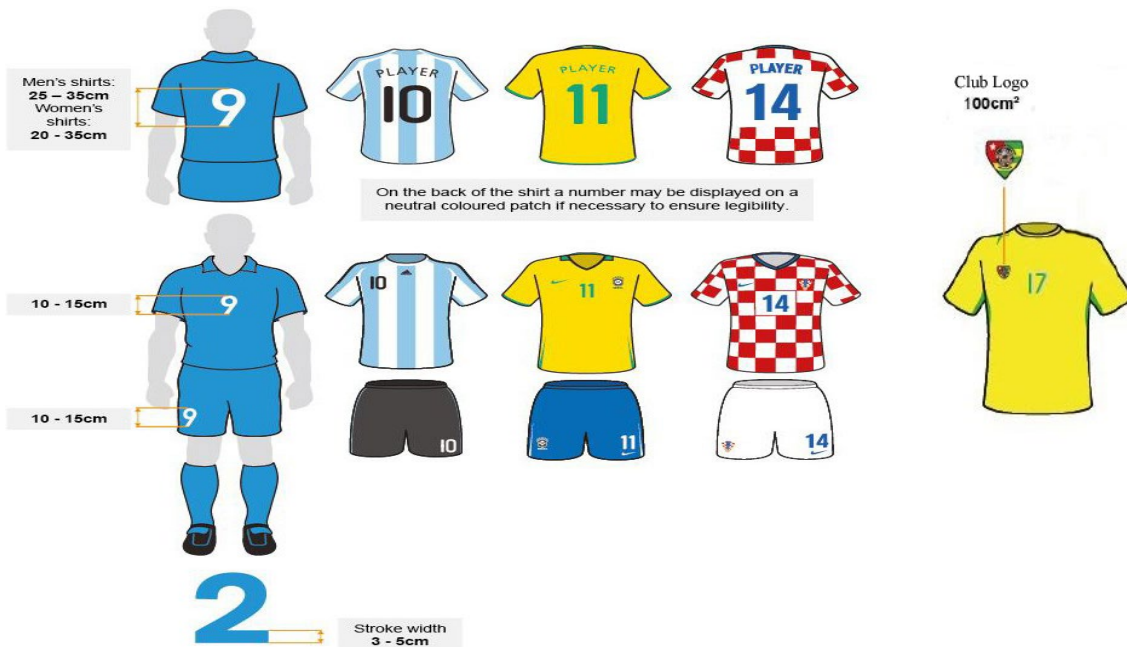 Men's shirts:
25 – 35cm
Women's
shirts:
20 - 35cm
9
PLAYER
10
PLAYER
11
PLAYER
14
Club Logo
100cm²
On the back of the shirt a number may be displayed on a
neutral coloured patch if necessary to ensure legibility.
10 - 15cm
9
10
11
14
17
10 - 15cm
9
10
11
14
2
Stroke width
3 - 5cm